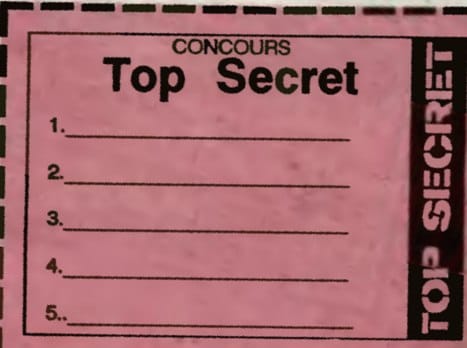 CONCOURS
Top Secret
1.
2.
3.
4.
5..
TOP SECRET